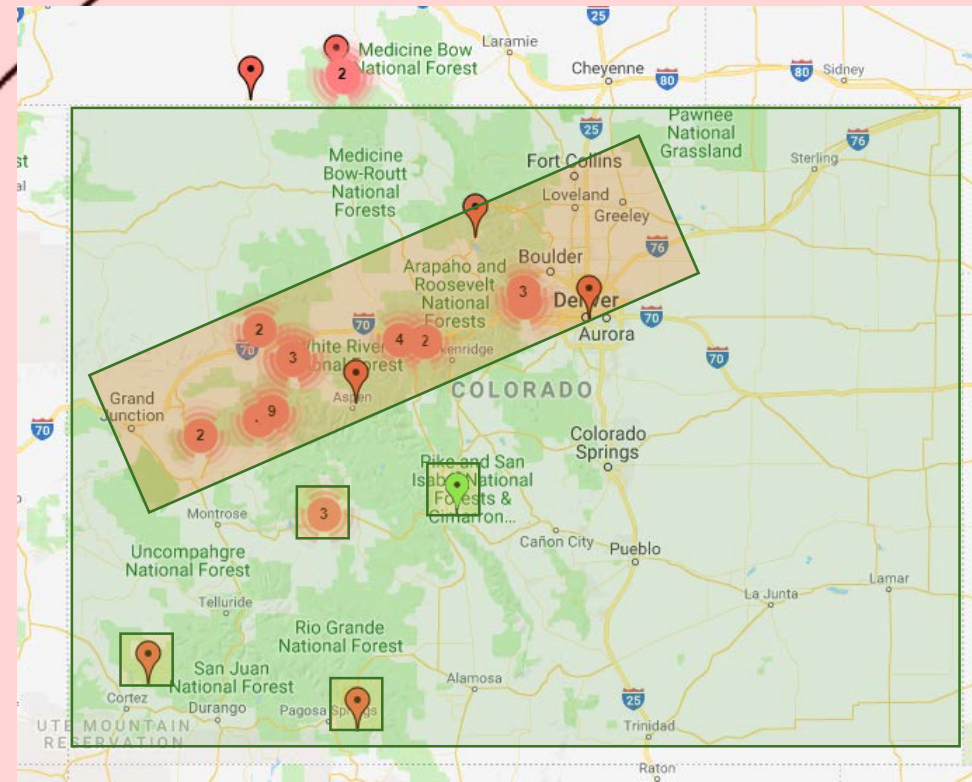 Laramie
25
Medicine Bow
National Forest
2
Cheyenne
80
80
Sidney
Pawnee
National
Grassland
25
76
Sterling
Medicine
Bow-Routt
National
Forests
Fort Collins
Loveland
Greeley
76
Boulder
Arapaho and
Roosevelt
National
Forests
3
Denver
Aurora
70
70
2
70
70
3
4
2
White River
National Forest
kenridge
Aspen
COLORADO
Grand
Junction
70
9
2
Colorado
Springs
Pike and San
Isabel National
Forests &
Cimarron...
3
Montrose
Cañon City
Pueblo
Uncompahgre
National Forest
Lamar
La Junta
Telluride
Rio Grande
National Forest
San Juan
National Forest
Alamosa
Cortez
Durango
Pagosa Springs
25
UTE MOUNTAIN
RESERVATION
Trinidad
Raton